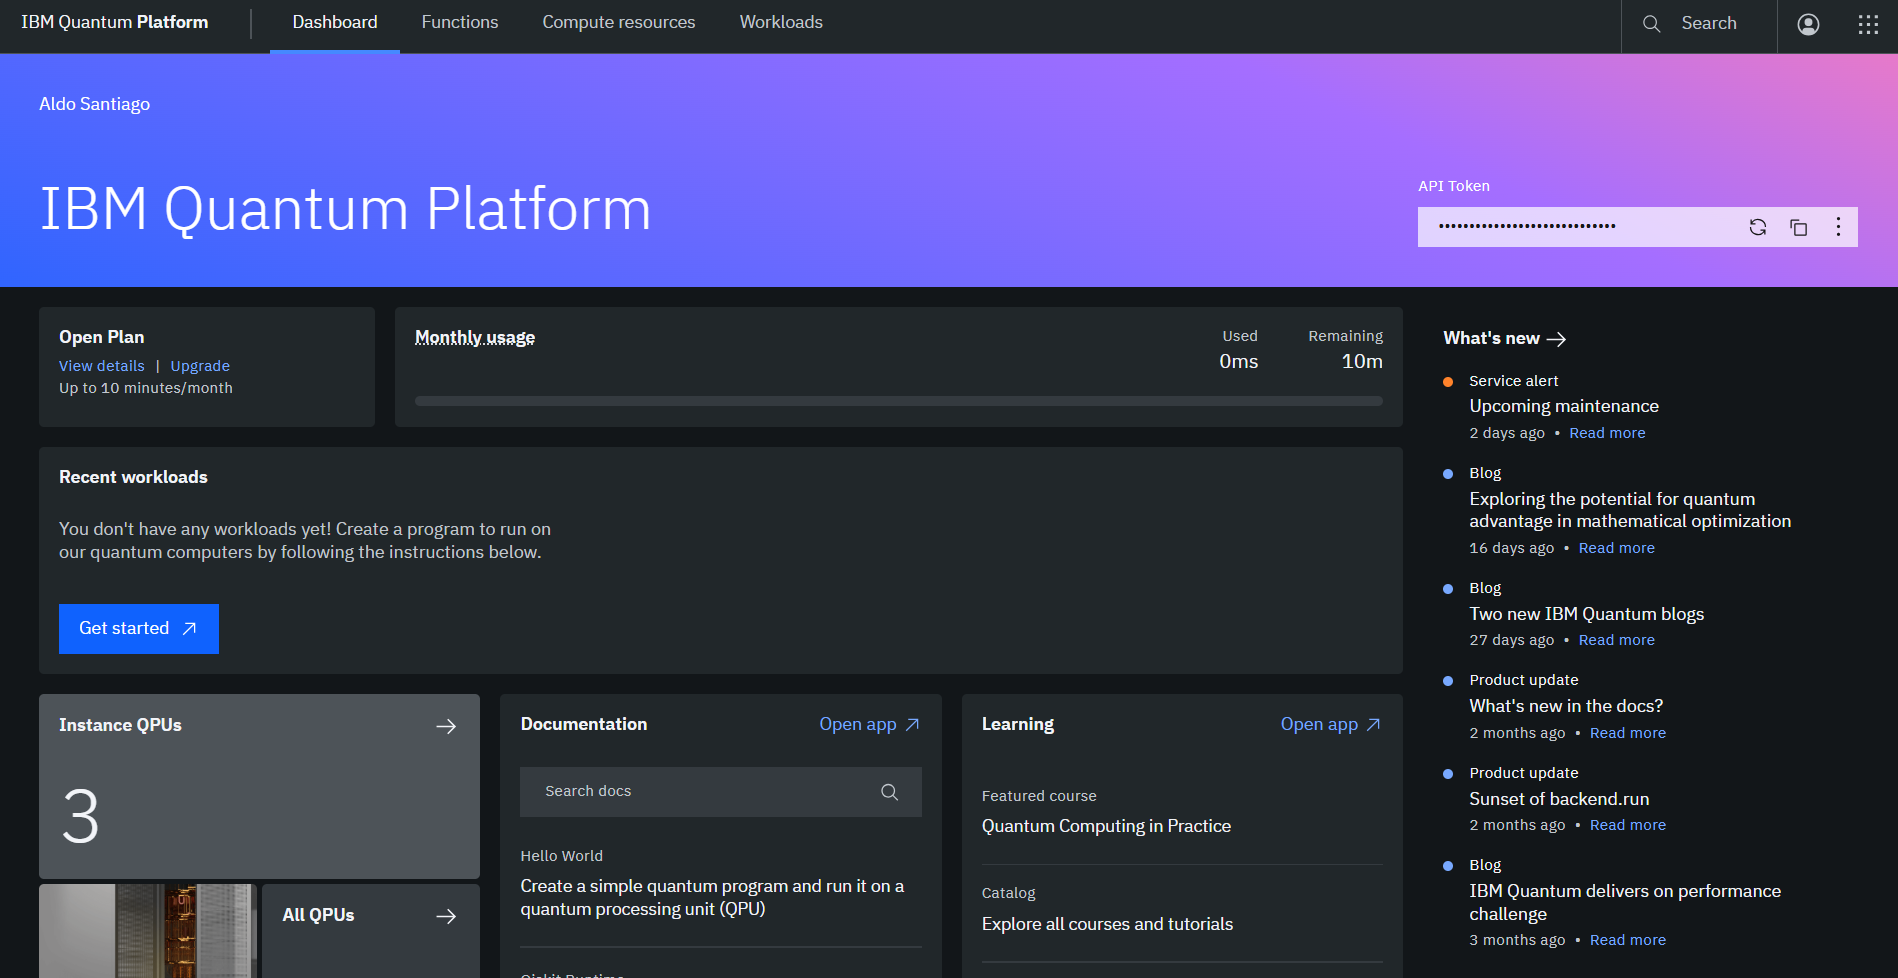 IBM Quantum Platform
Dashboard
Functions
Compute resources
Workloads
Search
Aldo Santiago
IBM Quantum Platform
API Token
••••••••••••••••••••••••••••••
Open Plan
View details | Upgrade
Up to 10 minutes/month
Monthly usage
Used
0ms
Remaining
10m
Recent workloads
You don't have any workloads yet! Create a program to run on
our quantum computers by following the instructions below.
Get started
Instance QPUs
3
All QPUs
Documentation
Open app
Search docs
Hello World
Create a simple quantum program and run it on a
quantum processing unit (QPU)
Qiskit Runtime
Learning
Open app
Featured course
Quantum Computing in Practice
Catalog
Explore all courses and tutorials
What's new
Service alert
Upcoming maintenance
2 days ago • Read more
Blog
Exploring the potential for quantum
advantage in mathematical optimization
16 days ago • Read more
Blog
Two new IBM Quantum blogs
27 days ago • Read more
Product update
What's new in the docs?
2 months ago • Read more
Product update
Sunset of backend.run
2 months ago • Read more
Blog
IBM Quantum delivers on performance
challenge
3 months ago • Read more